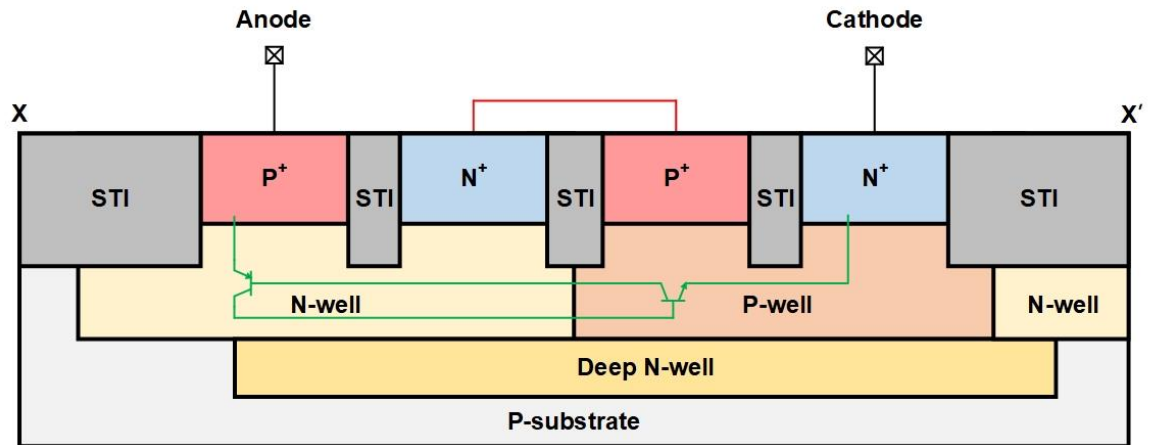 Anode
Cathode
X
X′
STI
P+
STI
N+
STI
P+
STI
N+
STI
N-well
P-well
N-well
Deep N-well
P-substrate